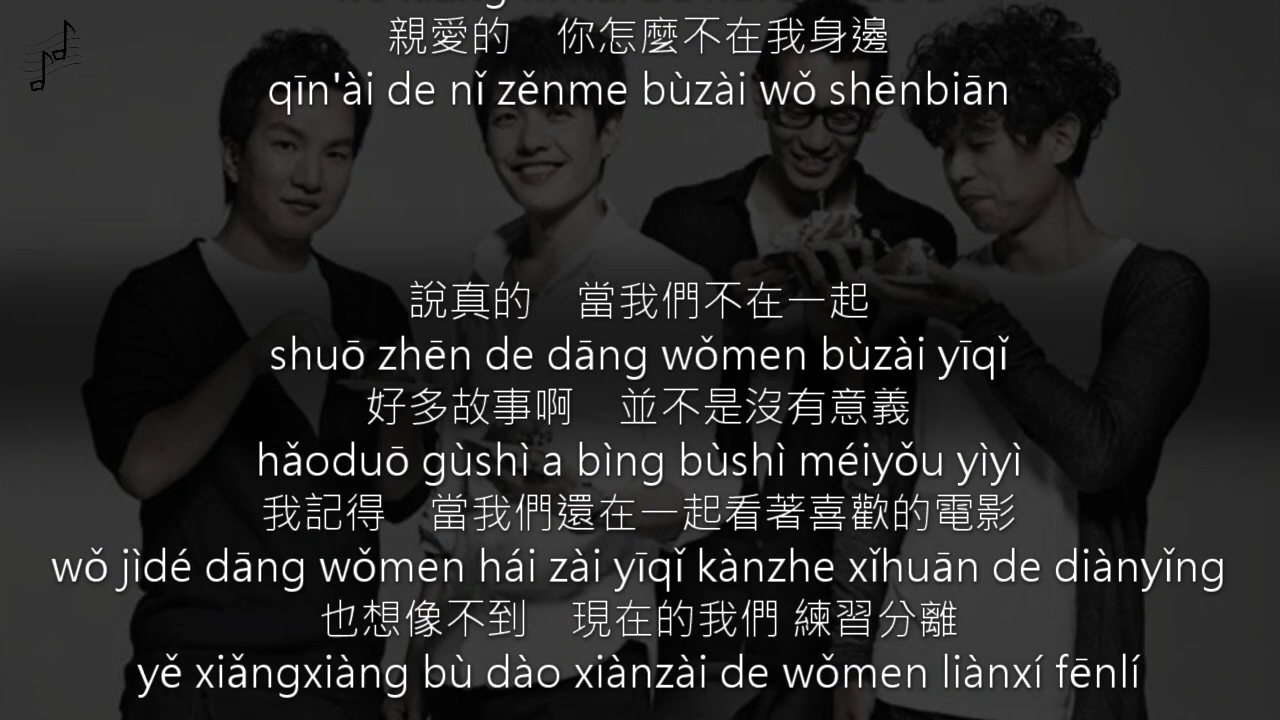 親愛的　你怎麼不在我身邊
qīn'ài de nǐ zěnme bùzài wǒ shēnbiān
說真的　當我們不在一起
shuō zhēn de dāng wǒmen bùzài yīqǐ
好多故事啊　並不是沒有意義
hǎoduō gùshì a bìng bùshì méiyǒu yìyì
我記得　當我們還在一起看著喜歡的電影
wǒ jìdé dāng wǒmen hái zài yīqǐ kànzhe xǐhuān de diànyǐng
也想像不到　現在的我們 練習分離
yě xiǎngxiàng bù dào xiànzài de wǒmen liànxí fēnlí